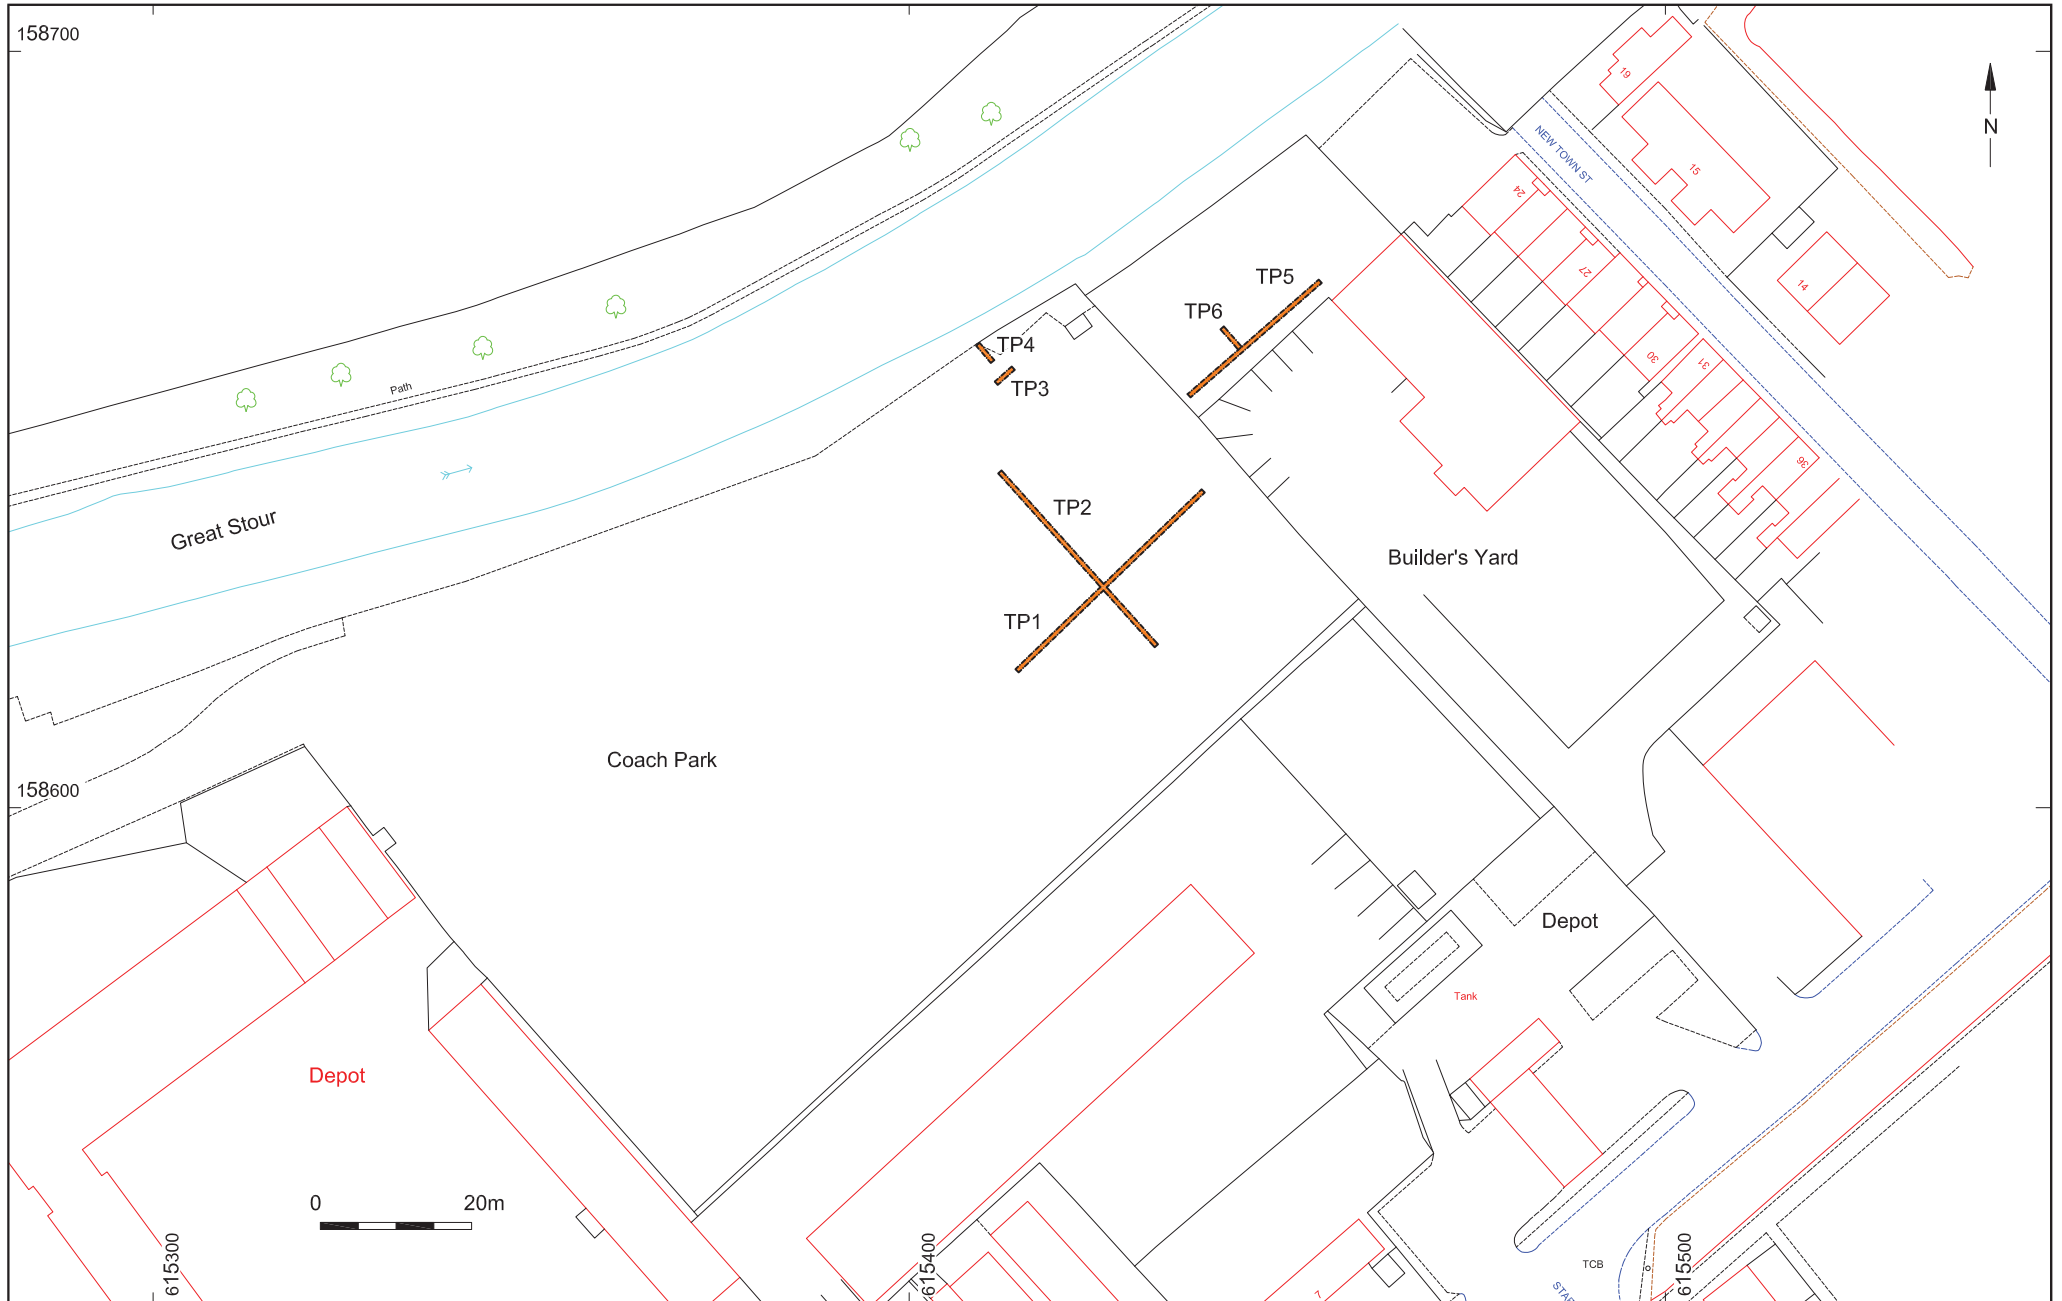 158700
19
N
NEW TOWN ST
15
24
27
14
TP5
TP6
TP4
TP3
30
31
Path
36
TP2
Great Stour
Builder's Yard
TP1
Coach Park
158600
Depot
Tank
Depot
0 20m
615300
615400
615500
TCB
7